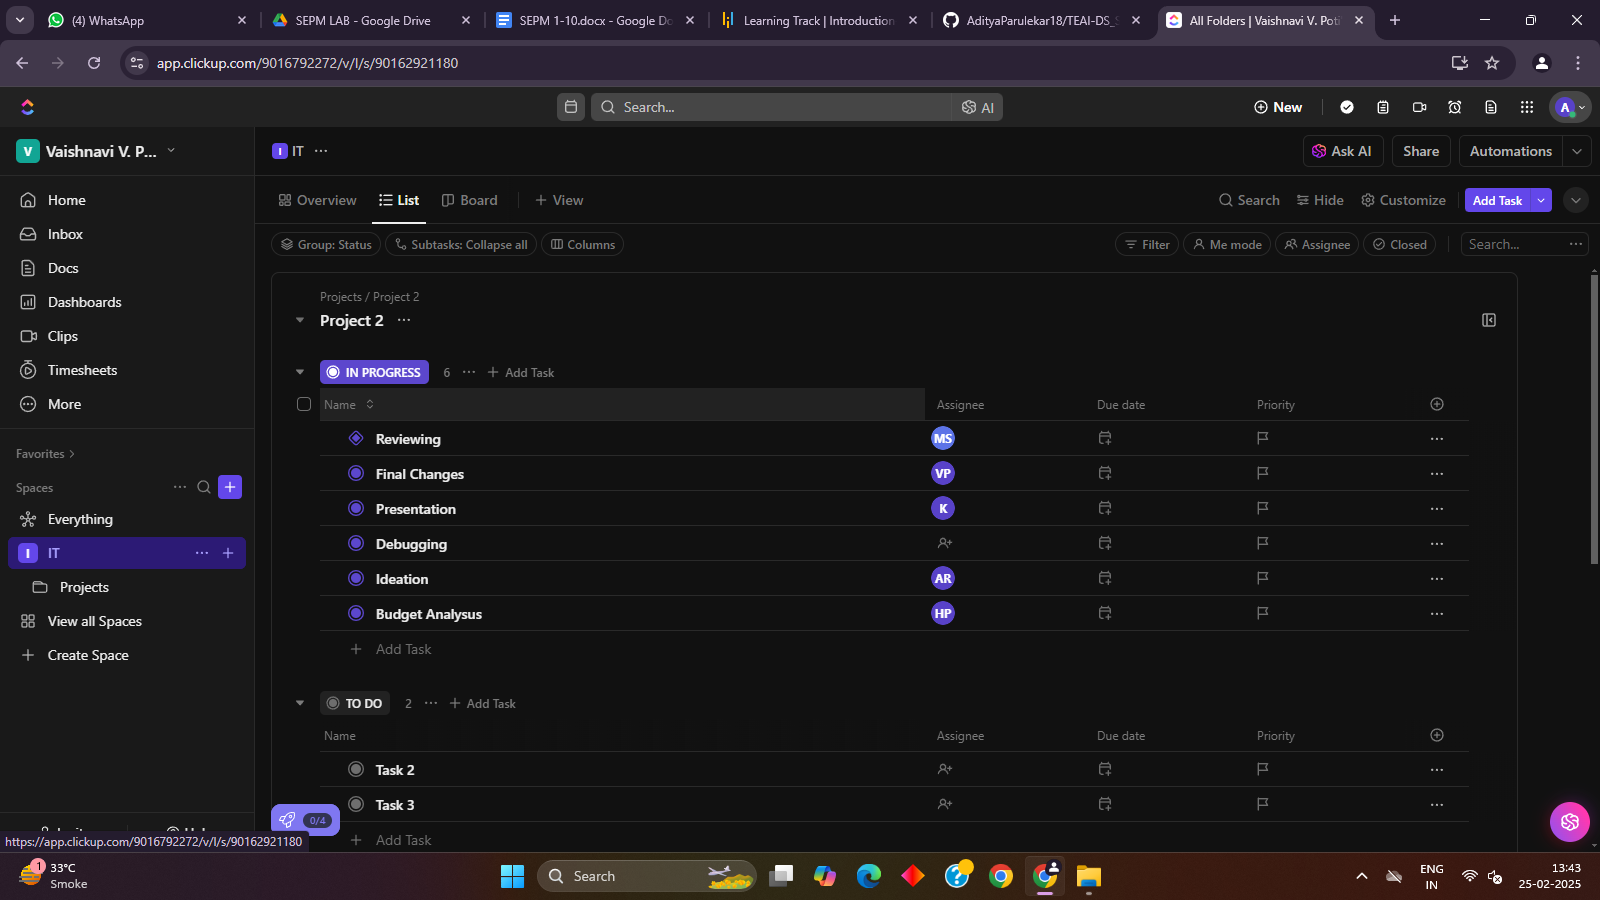 (4) WhatsApp
SEPM LAB - Google Drive
SEPM 1-10.docx - Google Do
Learning Track | Introduction
AdityaParulekar18/TEAI-DS_S
All Folders | Vaishnavi V. Poti
app.clickup.com/9016792272/v/l/s/90162921180
Search...
AI
New
A
V
Vaishnavi V. P...
I
IT
Ask AI
Share
Automations
Home
Inbox
Docs
Dashboards
Clips
Timesheets
More
Favorites
Spaces
Everything
I
IT
Projects
View all Spaces
Create Space
Overview
List
Board
View
Search
Hide
Customize
Add Task
Group: Status
Subtasks: Collapse all
Columns
Filter
Me mode
Assignee
Closed
Search...
Projects / Project 2
Project 2
IN PROGRESS
6
Add Task
Name
Assignee
Due date
Priority
Reviewing
MS
Final Changes
VP
Presentation
K
Debugging
Ideation
AR
Budget Analysus
HP
Add Task
TO DO
2
Add Task
Name
Assignee
Due date
Priority
Task 2
Task 3
Add Task
0/4
https://app.clickup.com/9016792272/v/l/s/90162921180
1
33°C
Smoke
Search
ENG
IN
13:43
25-02-2025